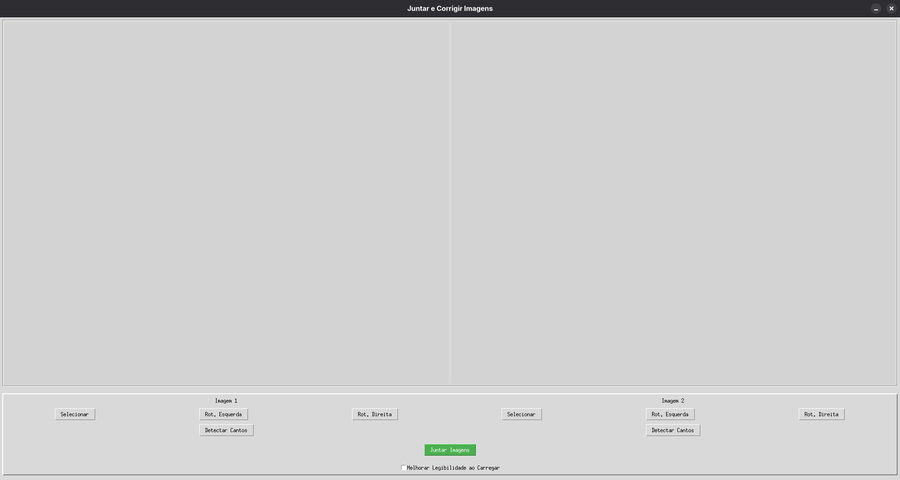 Juntar e Corrigir Imagens
Imagem 1
Imagem 2
Selecionar
Rot. Esquerda
Rot. Direita
Selecionar
Rot. Esquerda
Rot. Direita
Detectar Cantos
Detectar Cantos
Juntar Imagens
Melhorar Legibilidade ao Carregar